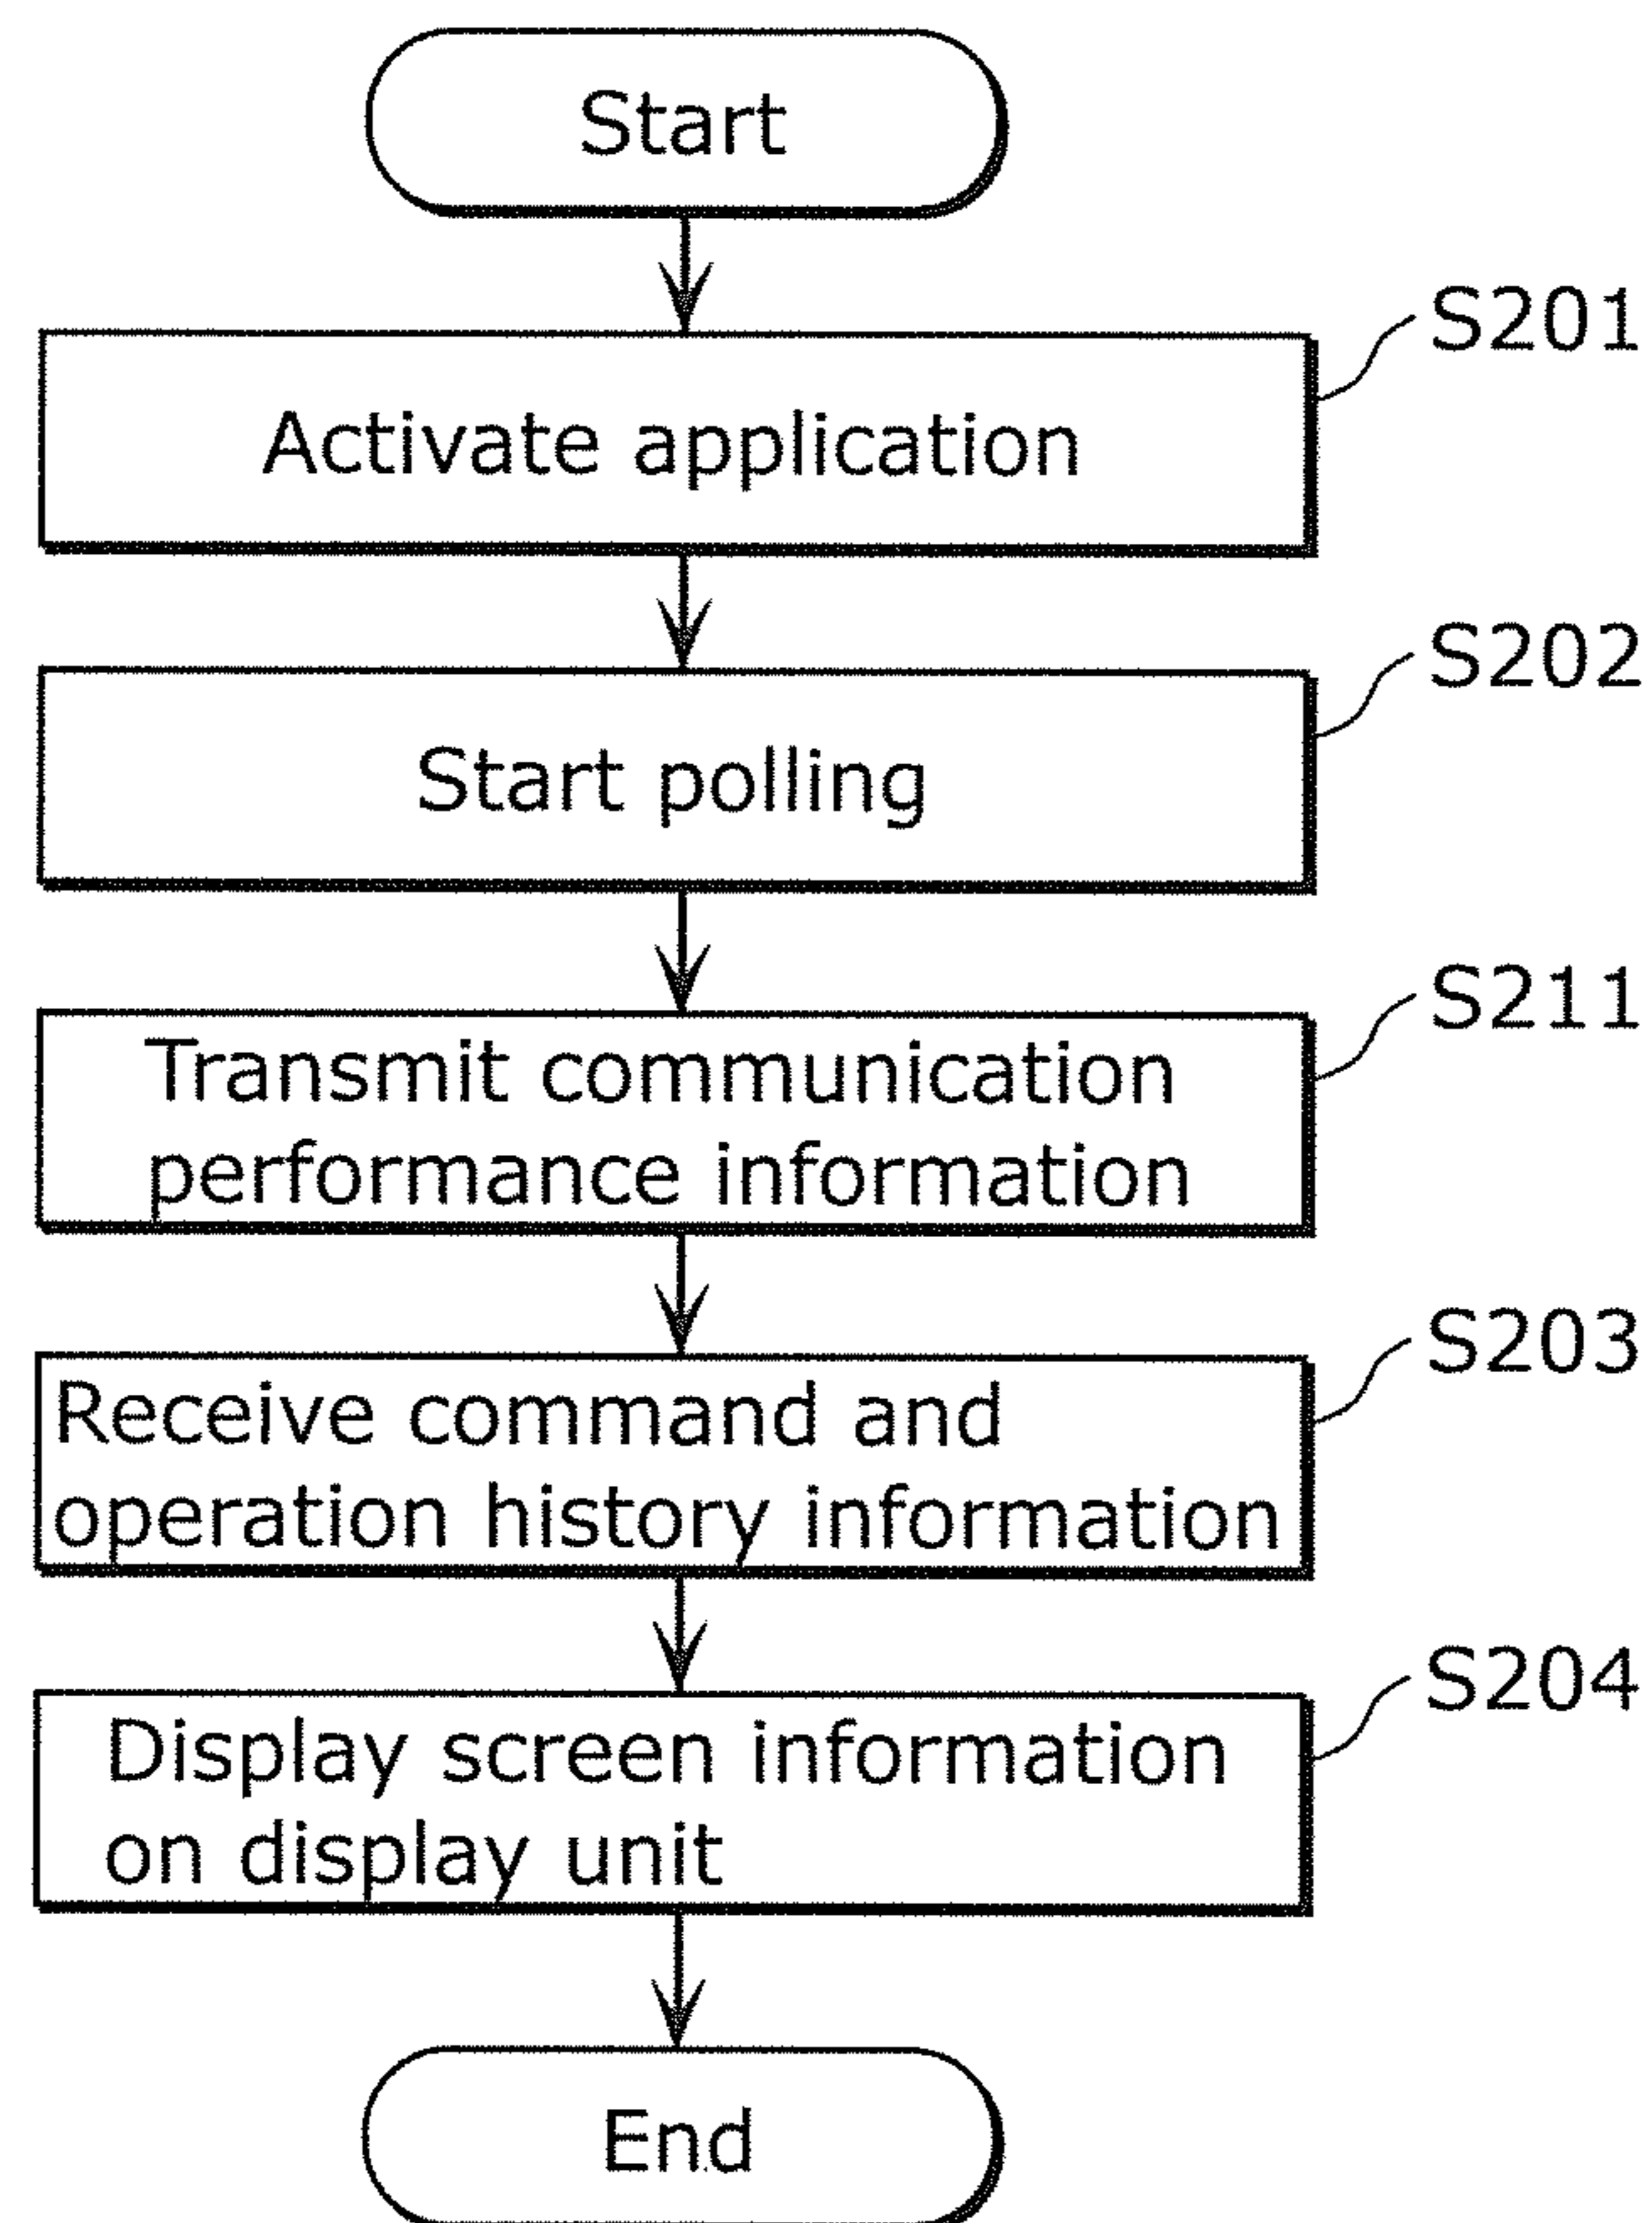 Start
S201
Activate application
S202
Start polling
S211
Transmit communication
performance information
S203
Receive command and
operation history information
S204
Display screen information
on display unit
End